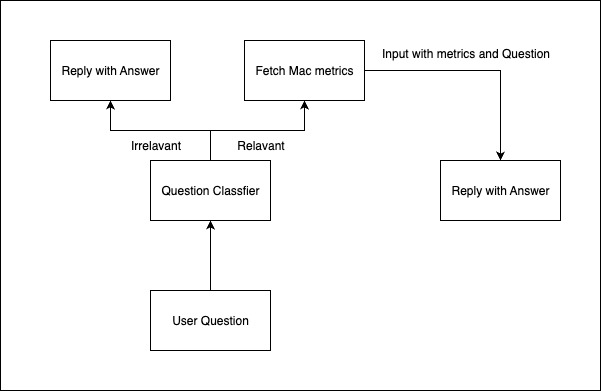 Input with metrics and Question
Reply with Answer
Fetch Mac metrics
Irrelavant
Relavant
Question Classfier
Reply with Answer
User Question